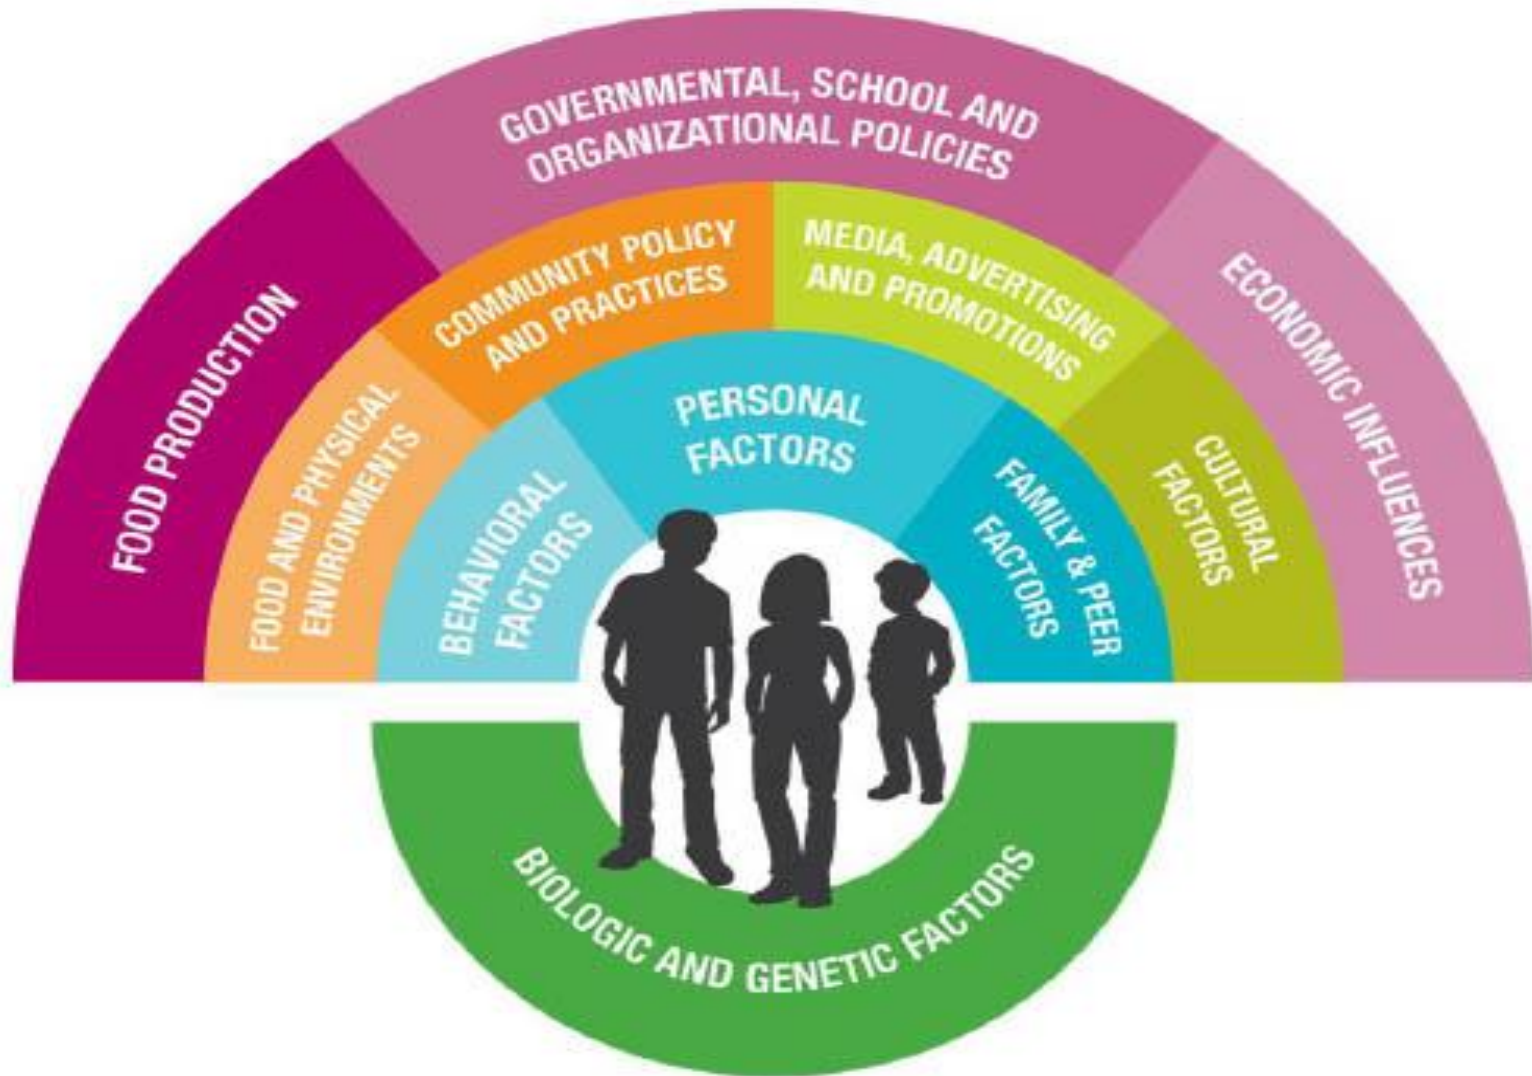 GOVERNMENTAL, SCHOOL AND
ORGANIZATIONAL POLICIES
FOOD PRODUCTION
ECONOMIC INFLUENCES
COMMUNITY POLICY
AND PRACTICES
MEDIA, ADVERTISING
AND PROMOTIONS
FOOD AND PHYSICAL
ENVIRONMENTS
CULTURAL
FACTORS
PERSONAL
FACTORS
BEHAVIORAL
FACTORS
FAMILY & PEER
FACTORS
BIOLOGIC AND GENETIC FACTORS